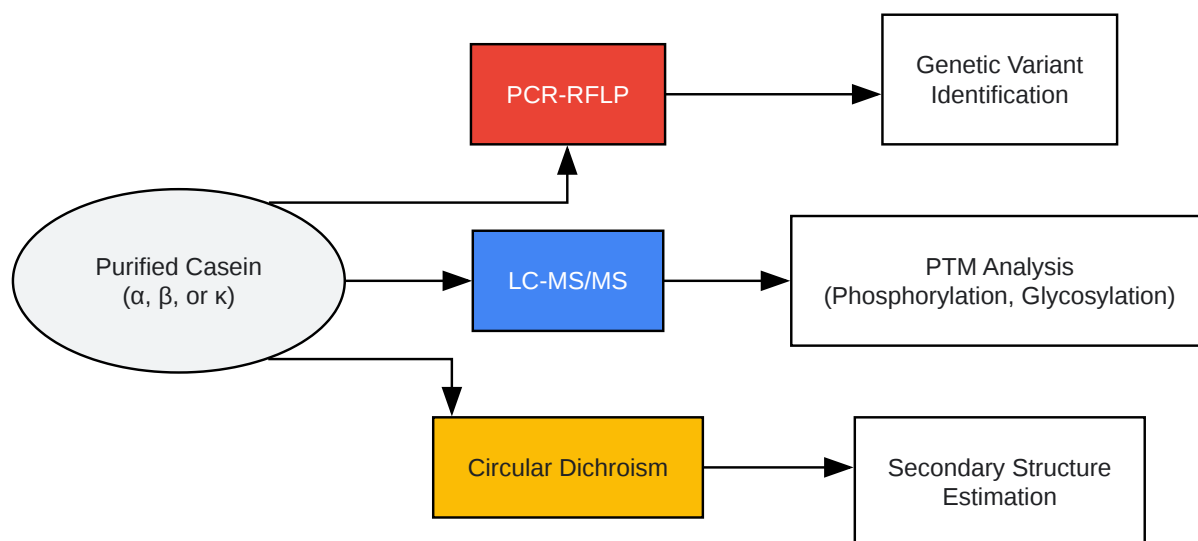 PCR-RFLP
Genetic Variant
Identification
Purified Casein
(α, β, or κ)
LC-MS/MS
PTM Analysis
(Phosphorylation, Glycosylation)
Circular Dichroism
Secondary Structure
Estimation